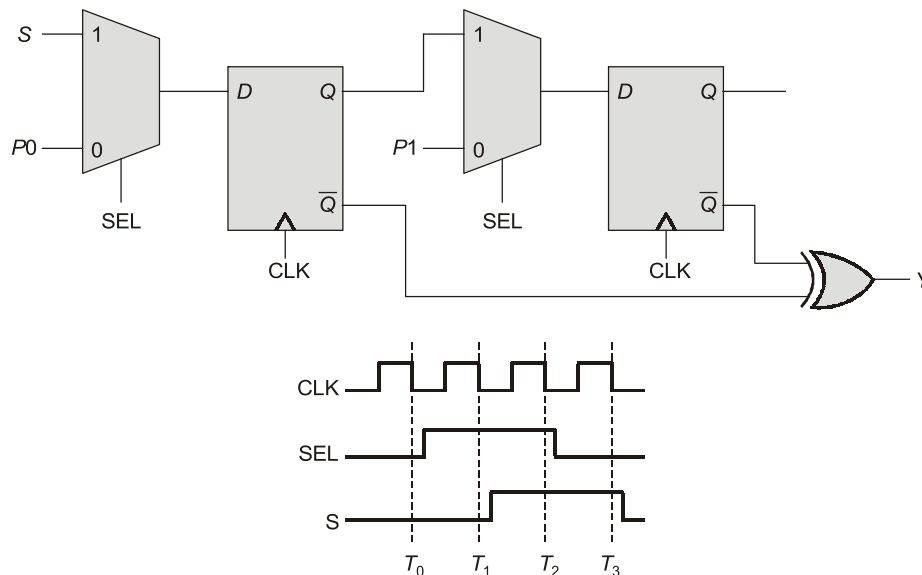 S
1
P0
0
SEL
D
Q
Q̅
CLK
1
P1
0
SEL
D
Q
Q̅
CLK
Y
CLK
SEL
S
T₀ T₁ T₂ T₃